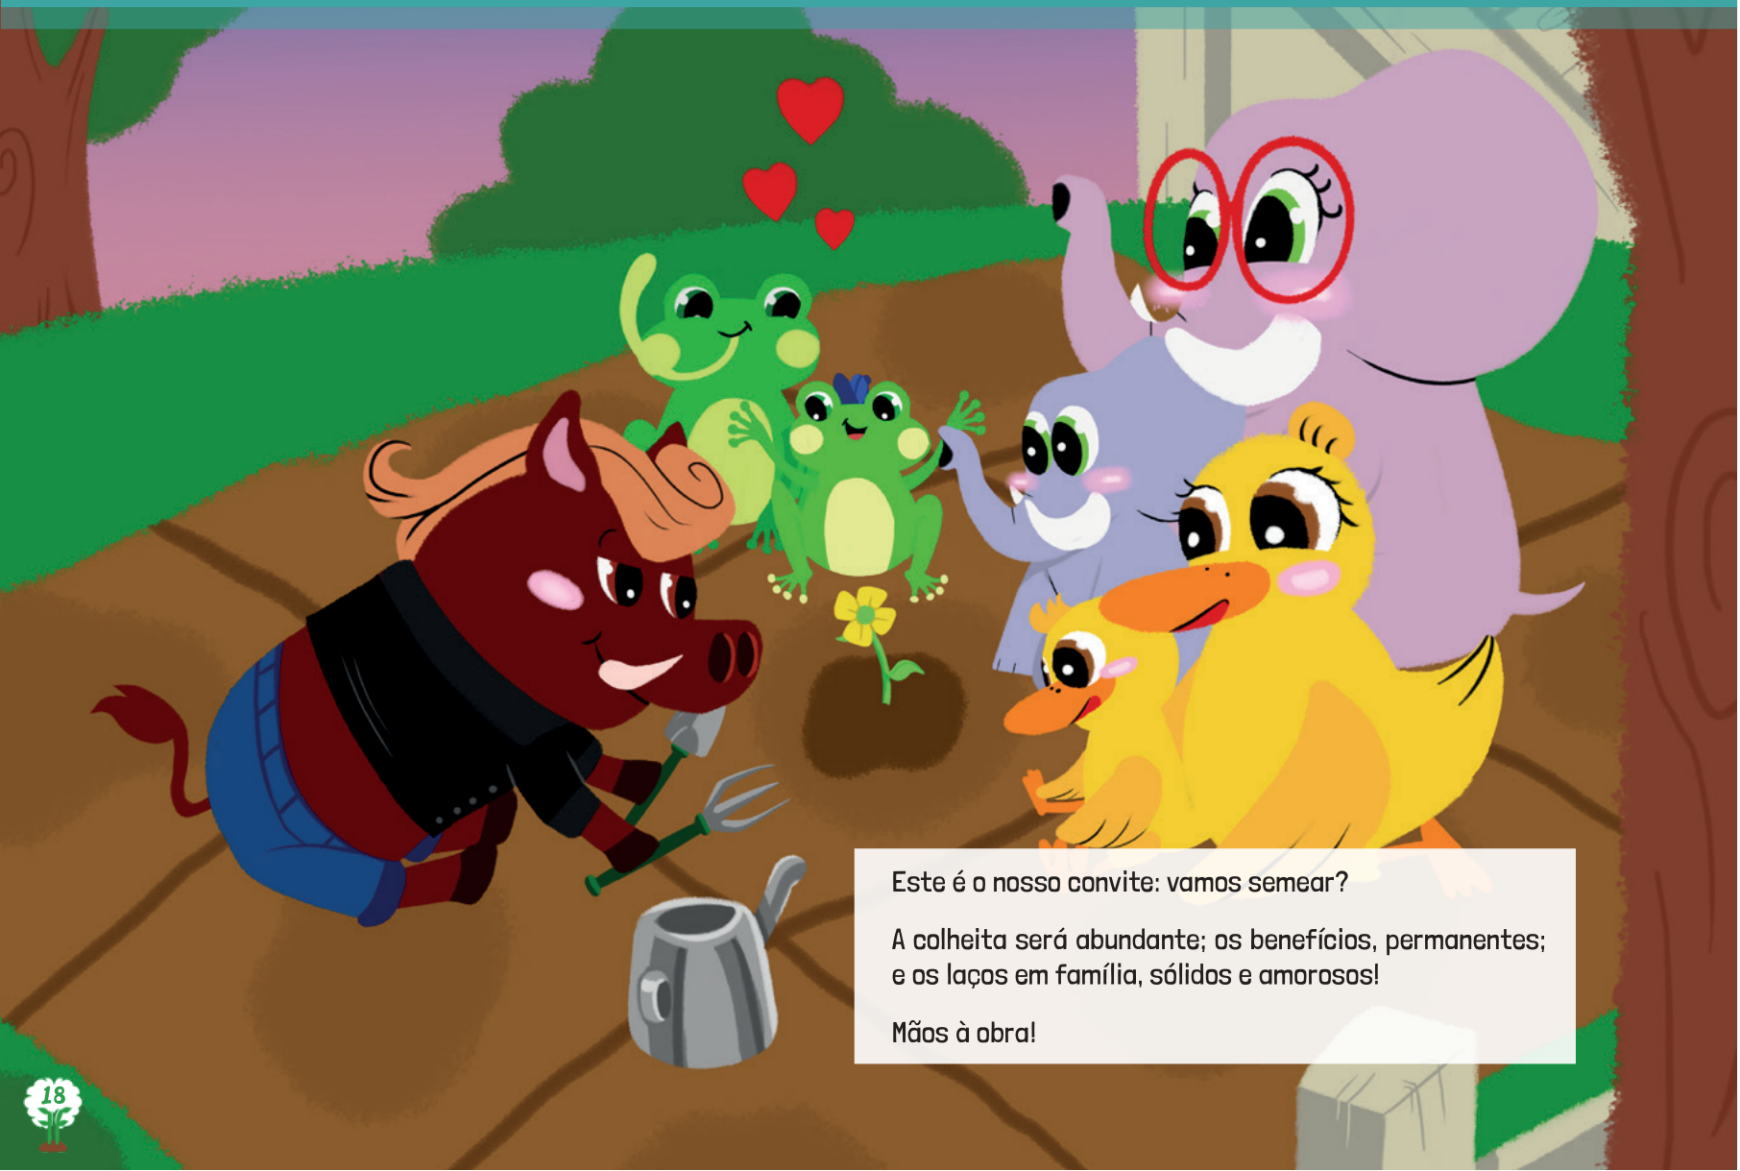 Este é o nosso convite: vamos semear?
A colheita será abundante; os benefícios, permanentes;
e os laços em família, sólidos e amorosos!
Mãos à obra!
18